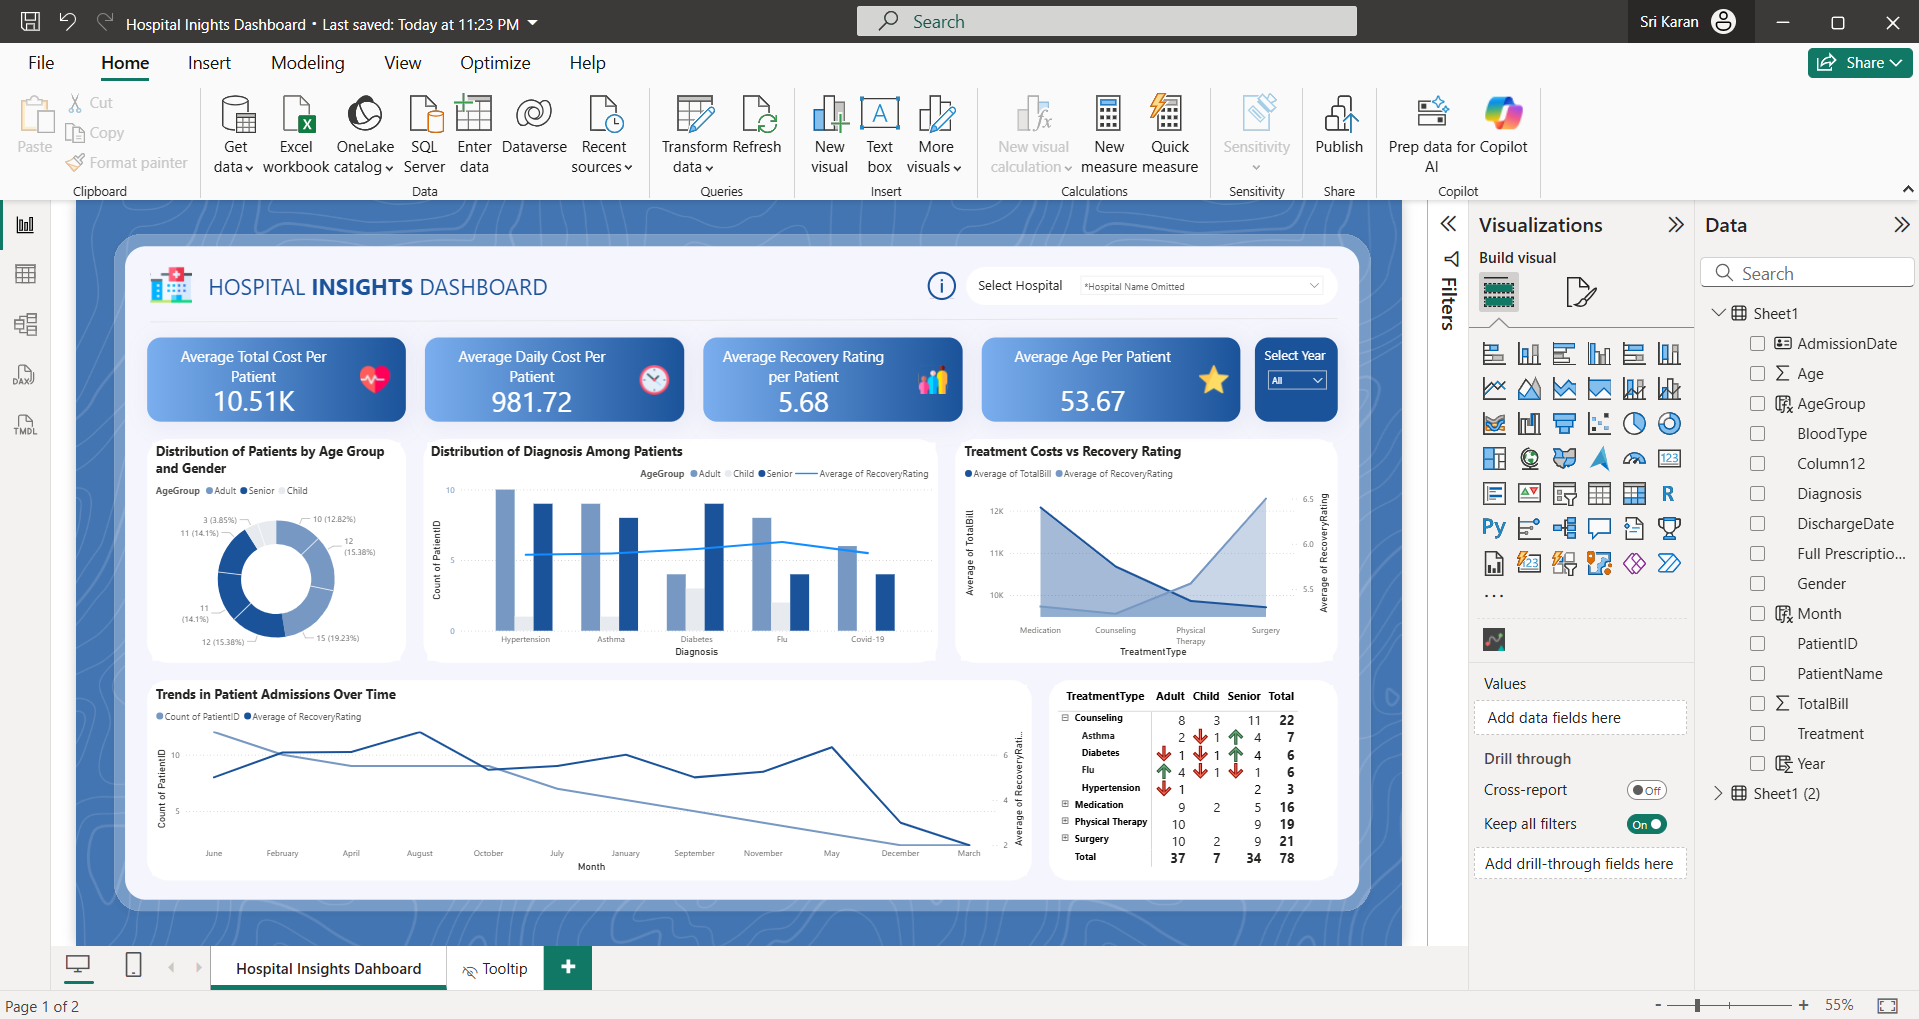 Hospital Inights Dashboard • Last saved: Today at 11:23 PM
Search
Sri Karan
File
Home
Insert
Modeling
View
Optimize
Help
Share
Paste
Cut
Copy
Format painter
Clipboard
Get data
Excel workbook
OneLake catalog
SQL Server
Enter data
Dataverse
Recent sources
Data
Transform data
Refresh
Queries
New visual
Text box
More visuals
Insert
New visual calculation
New measure
Quick measure
Calculations
Sensitivity
Sensitivity
Publish
Share
Prep data for AI
Copilot
Copilot
HOSPITAL INSIGHTS DASHBOARD
Select Hospital
*Hospital Name Omitted
Average Total Cost Per
Patient
10.51K
Average Daily Cost Per
Patient
981.72
Average Recovery Rating
per Patient
5.68
Average Age Per Patient
53.67
Select Year
All
Distribution of Patients by Age Group
and Gender
AgeGroup Adult Senior Child
3 (3.85%)
10 (12.82%)
11 (14.1%)
12
(15.38%)
11
(14.1%)
12 (15.38%)
15 (19.23%)
Distribution of Diagnosis Among Patients
AgeGroup Adult Child Senior Average of RecoveryRating
Count of PatientID
10
5
0
Hypertension Asthma Diabetes Flu Covid-19
Diagnosis
Treatment Costs vs Recovery Rating
Average of TotalBill Average of RecoveryRating
Average of TotalBill
12K
11K
10K
6.5
6.0
5.5
Average of RecoveryRating
Medication Counseling Physical Therapy Surgery
TreatmentType
Trends in Patient Admissions Over Time
Count of PatientID Average of RecoveryRating
Count of PatientID
10
5
6
4
2
Average of RecoveryRati...
June February April August October July January September November May December March
Month
TreatmentType Adult Child Senior Total
Counseling 8 3 11 22
Asthma 2 1 4 7
Diabetes 1 1 4 6
Flu 4 1 1 6
Hypertension 1 2 3
Medication 9 2 5 16
Physical Therapy 10 9 19
Surgery 10 2 9 21
Total 37 7 34 78
Filters
Visualizations
Build visual
123
R
Py
123
Values
Add data fields here
Drill through
Cross-report
Off
Keep all filters
On
Add drill-through fields here
Data
Search
Sheet1
AdmissionDate
Age
AgeGroup
BloodType
Column12
Diagnosis
DischargeDate
Full Prescriptio...
Gender
Month
PatientID
PatientName
TotalBill
Treatment
Year
Sheet1 (2)
DAX
TMDL
Hospital Insights Dahboard
Tooltip
Page 1 of 2
55%